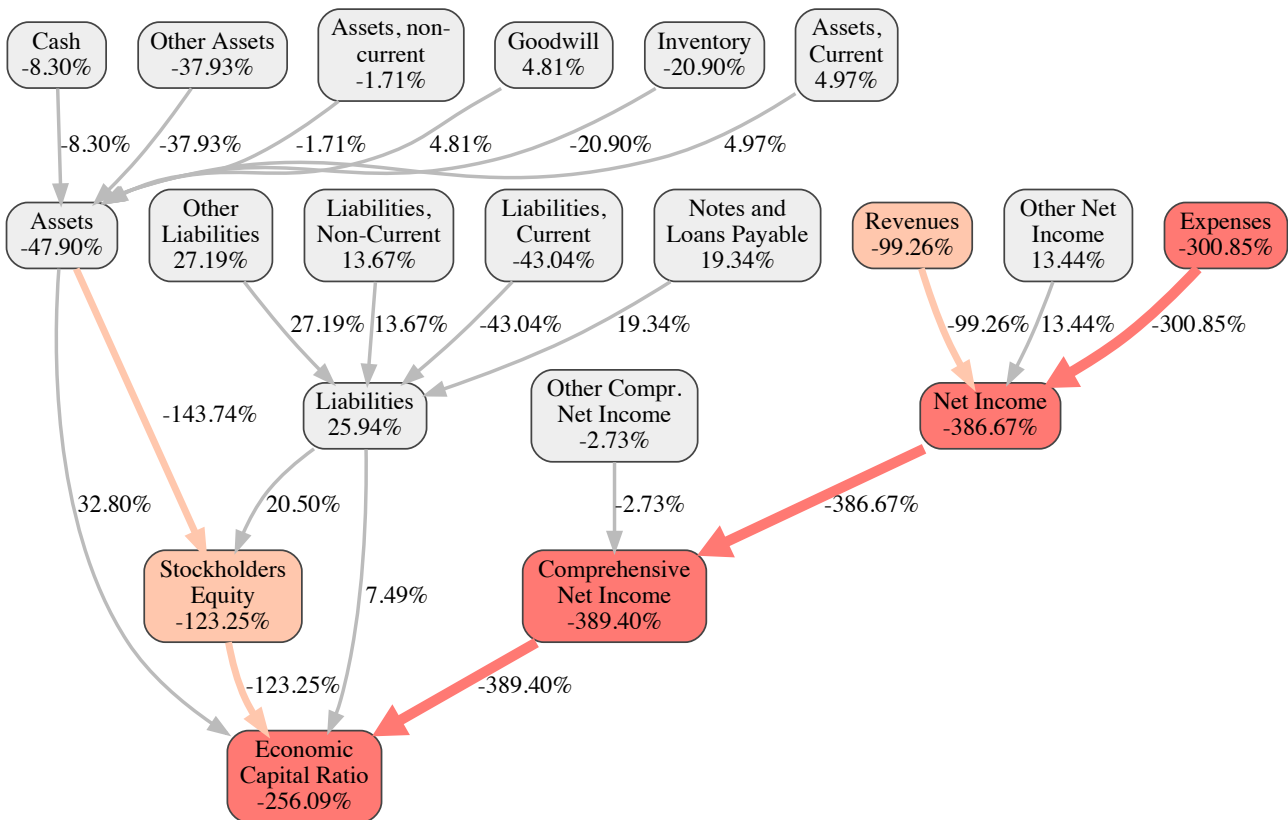 Cash
-8.30%
Other Assets
-37.93%
Assets, non-
current
-1.71%
Goodwill
4.81%
Inventory
-20.90%
Assets,
Current
4.97%
-8.30%
-37.93%
-1.71%
4.81%
-20.90%
4.97%
Assets
-47.90%
Other
Liabilities
27.19%
Liabilities,
Non-Current
13.67%
Liabilities,
Current
-43.04%
Notes and
Loans Payable
19.34%
Revenues
-99.26%
Other Net
Income
13.44%
Expenses
-300.85%
27.19%
13.67%
-43.04%
19.34%
-99.26%
13.44%
-300.85%
-143.74%
Liabilities
25.94%
Other Compr.
Net Income
-2.73%
Net Income
-386.67%
32.80%
20.50%
-2.73%
-386.67%
Stockholders
Equity
-123.25%
7.49%
Comprehensive
Net Income
-389.40%
-123.25%
-389.40%
Economic
Capital Ratio
-256.09%